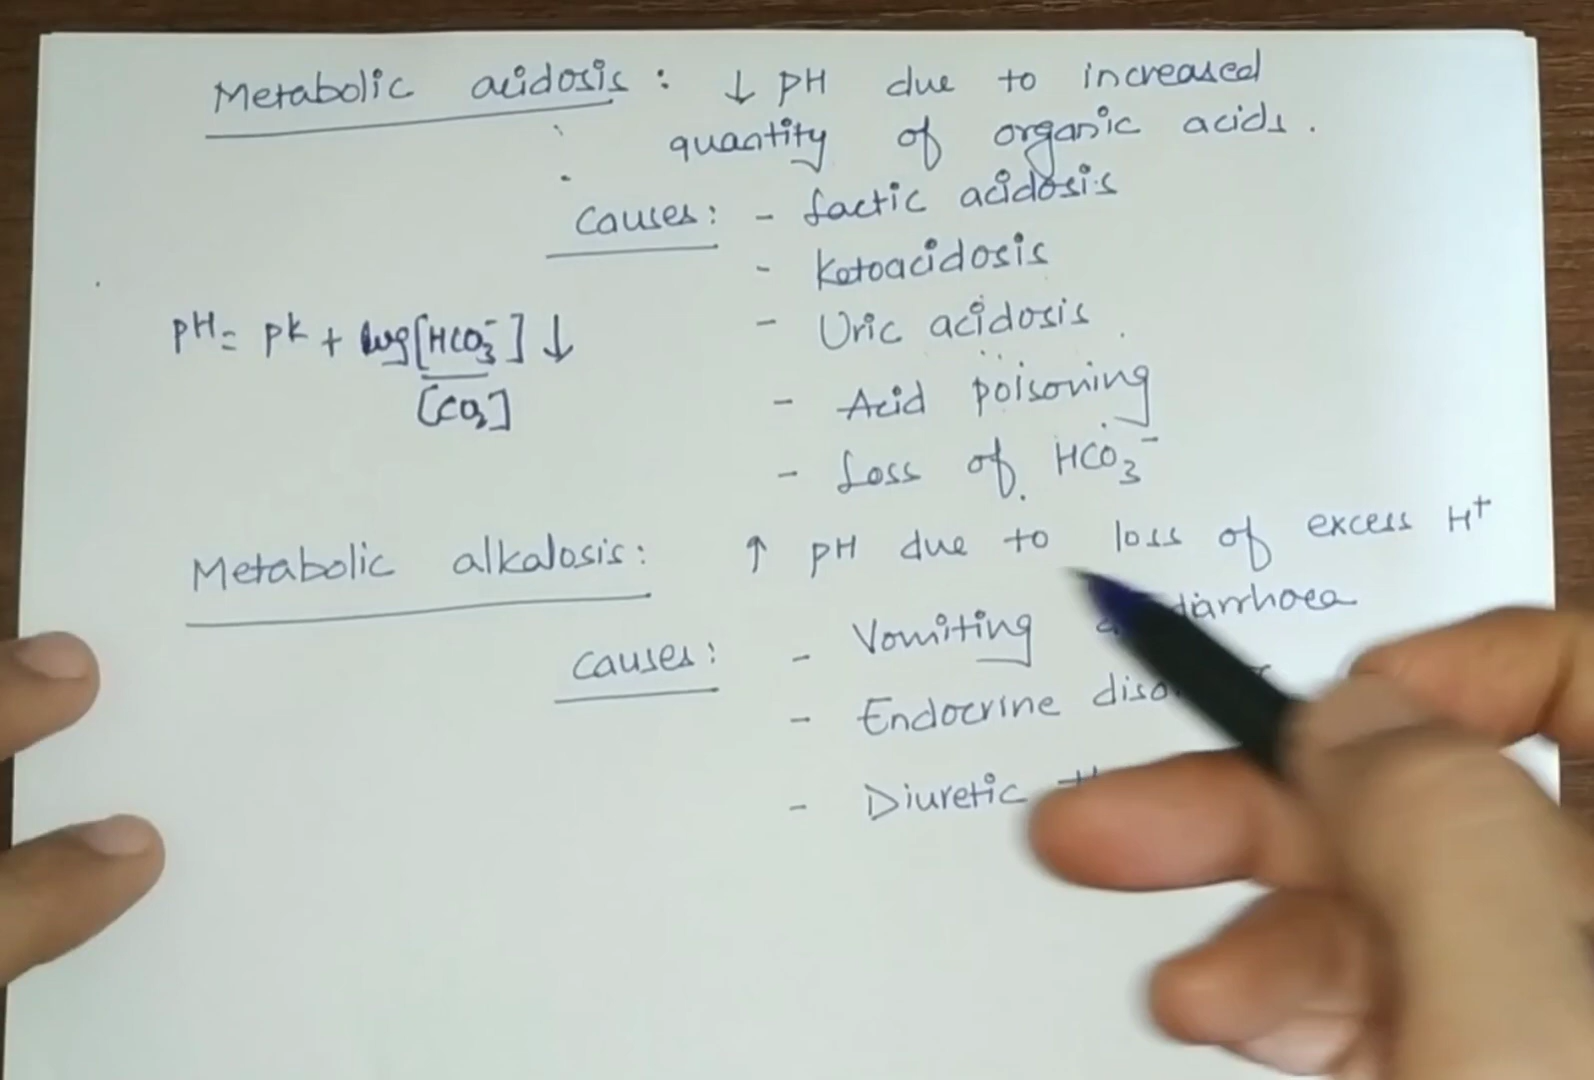 Metabolic acidosis : ↓ pH due to increased
quantity of organic acids.
Causes: - Lactic acidosis
- Ketoacidosis
- Uric acidosis
pH = pK + log [HCO3-] ↓
[CO2]
- Acid poisoning
- Loss of HCO3-
Metabolic alkalosis: ↑ pH due to loss of excess H+
Causes: - Vomiting diarrhoea
- Endocrine
- Diuretic